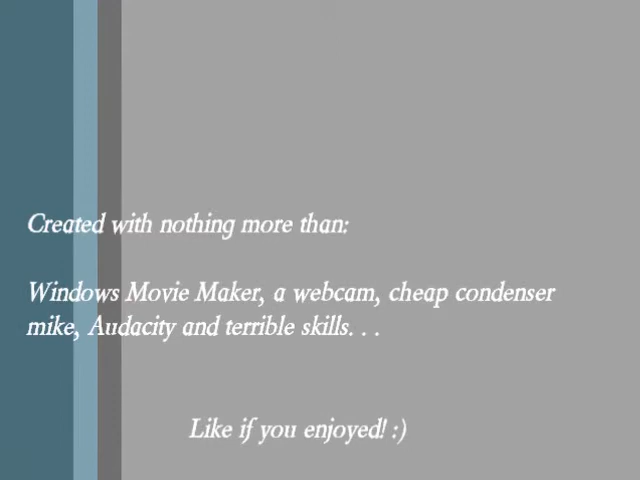 Created with nothing more than:
Windows Movie Maker, a webcam, cheap condenser
mike, Audacity and terrible skills. . .
Like if you enjoyed! :)